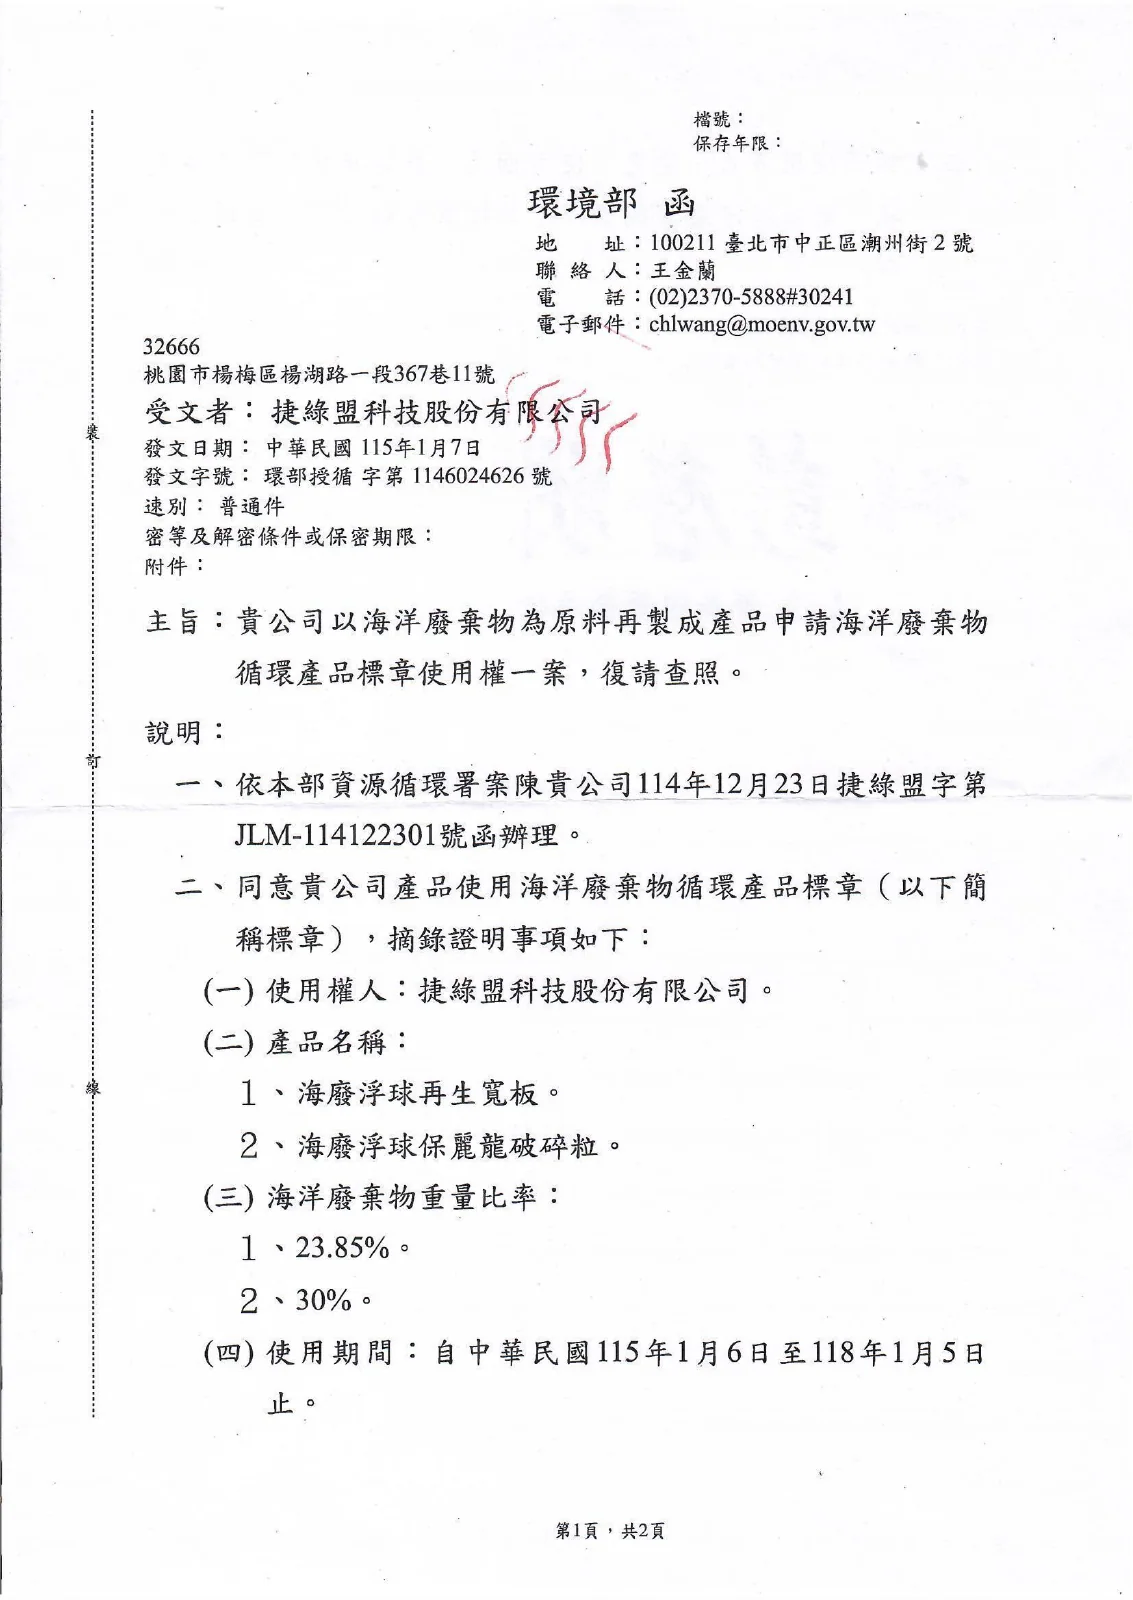 檔號：
保存年限：
環境部 函
地 址：100211 臺北市中正區潮州街 2 號
聯 絡 人：王金蘭
電 話：(02)2370-5888#30241
電子郵件：chlwang@moenv.gov.tw
32666
桃園市楊梅區楊湖路一段367巷11號
受文者： 捷綠盟科技股份有限公司
發文日期： 中華民國 115年1月7日
發文字號： 環部授循 字第 1146024626 號
速別： 普通件
密等及解密條件或保密期限：
附件：
主旨：貴公司以海洋廢棄物為原料再製成產品申請海洋廢棄物
循環產品標章使用權一案，復請查照。
說明：
一、依本部資源循環署案陳貴公司114年12月23日捷綠盟字第
JLM-114122301號函辦理。
二、同意貴公司產品使用海洋廢棄物循環產品標章（以下簡
稱標章），摘錄證明事項如下：
(一) 使用權人：捷綠盟科技股份有限公司。
(二) 產品名稱：
１、海廢浮球再生寬板。
２、海廢浮球保麗龍破碎粒。
(三) 海洋廢棄物重量比率：
１、23.85%。
２、30%。
(四) 使用期間：自中華民國115年1月6日至118年1月5日
止。
裝
訂
線
第1頁，共2頁